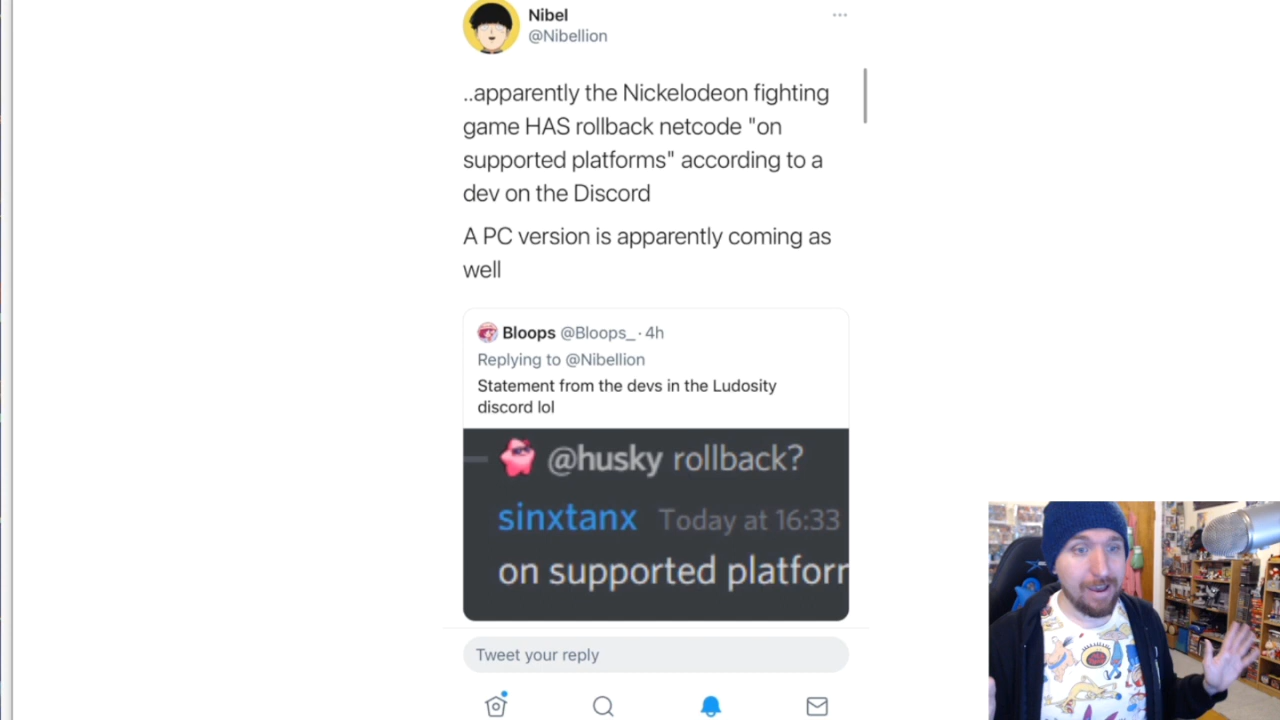 Nibel
@Nibellion
..apparently the Nickelodeon fighting
game HAS rollback netcode "on
supported platforms" according to a
dev on the Discord
A PC version is apparently coming as
well
Bloops @Bloops_ · 4h
Replying to @Nibellion
Statement from the devs in the Ludosity
discord lol
@husky rollback?
sinxtanx Today at 16:33
on supported platforr
Tweet your reply